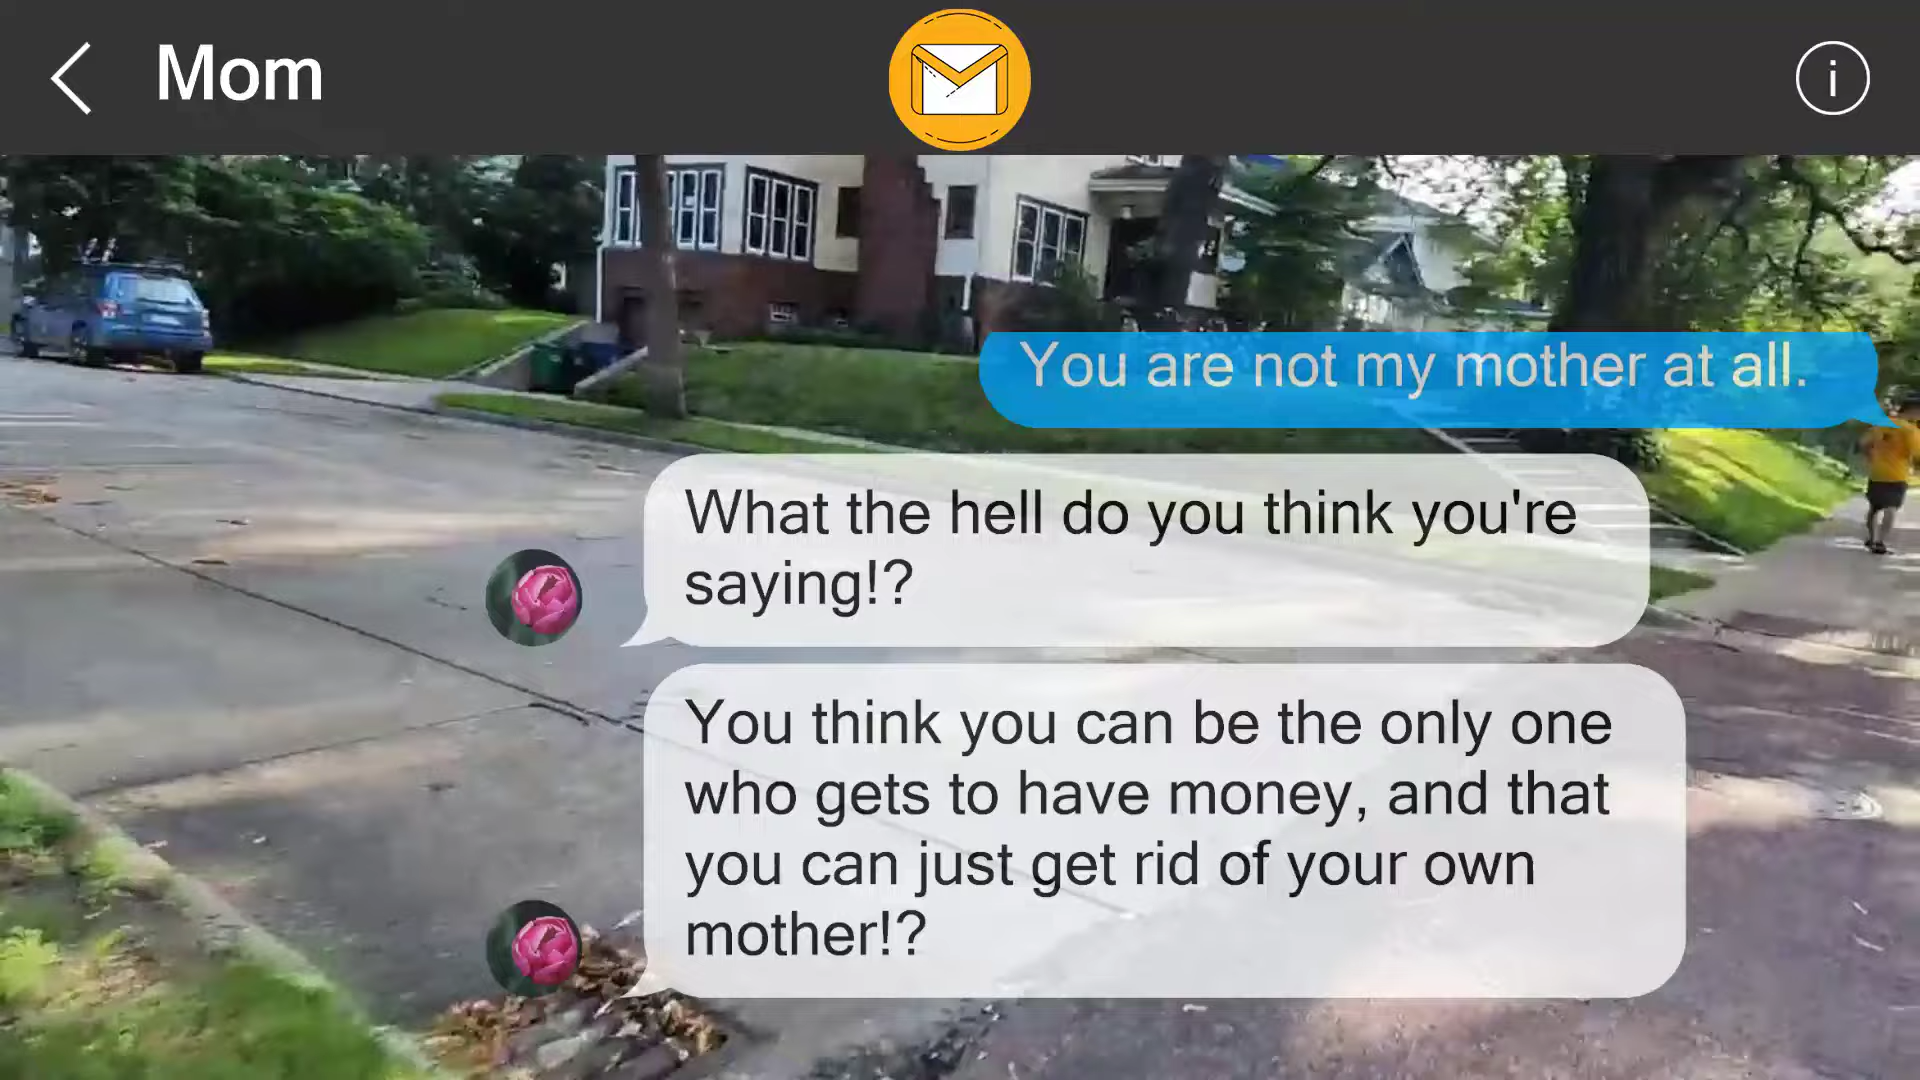 Mom
i
You are not my mother at all.
What the hell do you think you're
saying!?
You think you can be the only one
who gets to have money, and that
you can just get rid of your own
mother!?